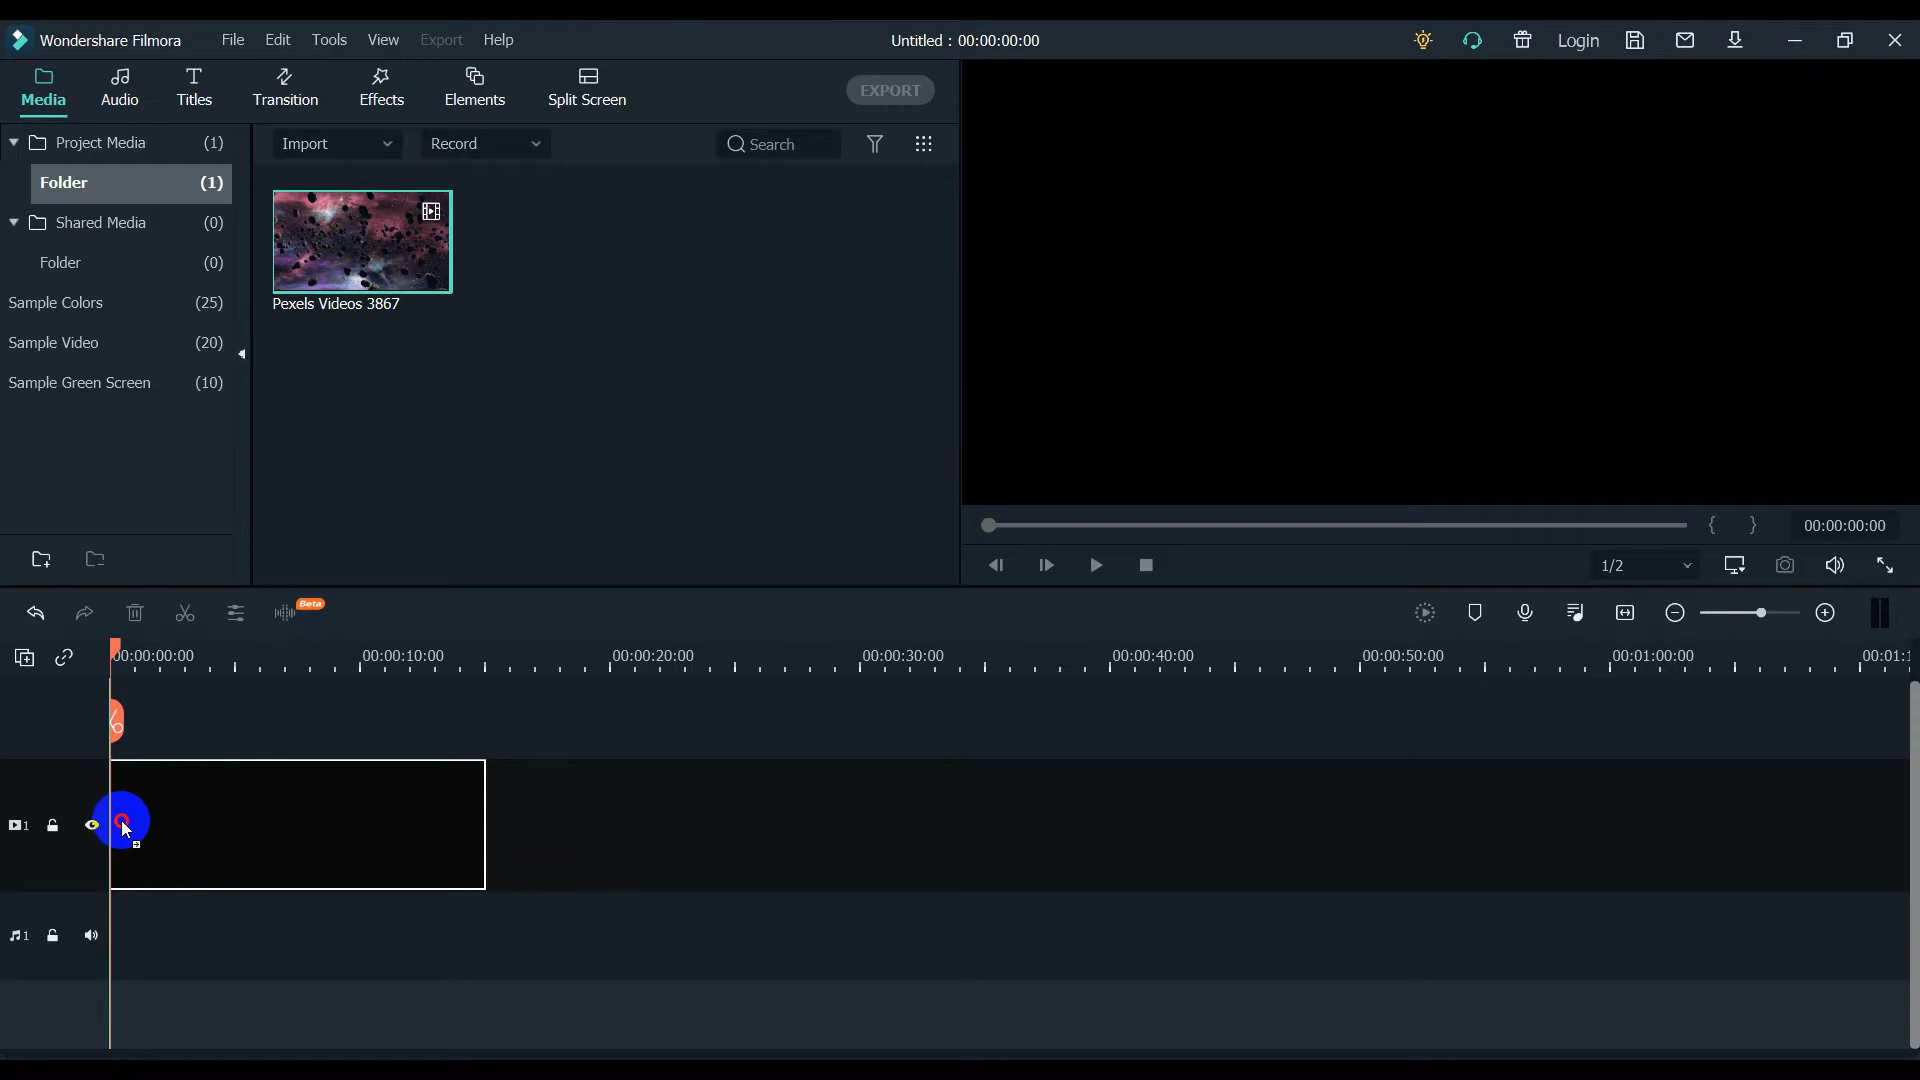 Wondershare Filmora File Edit Tools View Export Help Untitled : 00:00:00:00 Login
Media Audio Titles Transition Effects Elements Split Screen EXPORT
Project Media (1)
Folder (1)
Shared Media (0)
Folder (0)
Sample Colors (25)
Sample Video (20)
Sample Green Screen (10)
Import Record Search
Pexels Videos 3867
00:00:00:00
1/2
Beta
00:00:00:00 00:00:10:00 00:00:20:00 00:00:30:00 00:00:40:00 00:00:50:00 00:01:00:00 00:01:1
1
1